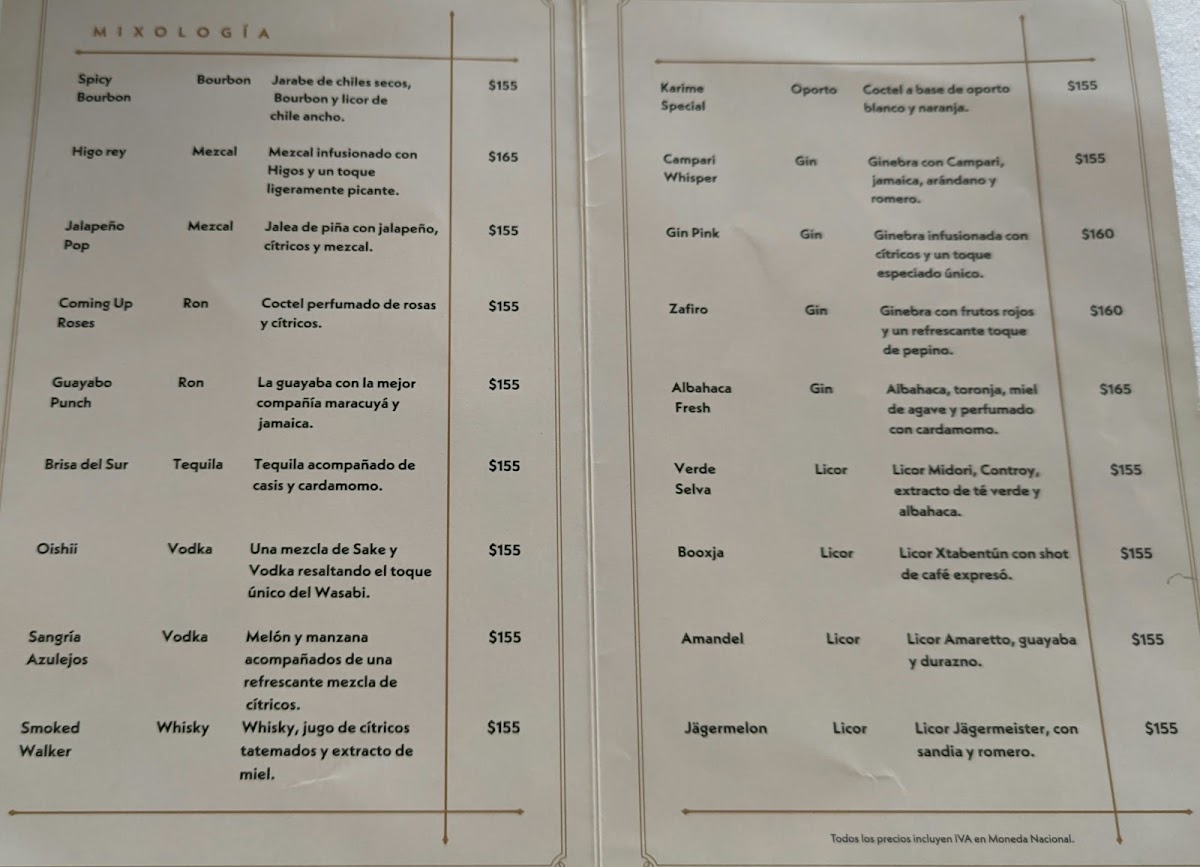 MIXOLOGÍA
Spicy Bourbon Jarabe de chiles secos, $155
Bourbon Bourbon y licor de
chile ancho.
Higo rey Mezcal Mezcal infusionado con $165
Higos y un toque
ligeramente picante.
Jalapeño Mezcal Jalea de piña con jalapeño, $155
Pop cítricos y mezcal.
Coming Up Ron Coctel perfumado de rosas $155
Roses y cítricos.
Guayabo Ron La guayaba con la mejor $155
Punch compañía maracuyá y
jamaica.
Brisa del Sur Tequila Tequila acompañado de $155
casis y cardamomo.
Oishii Vodka Una mezcla de Sake y $155
Vodka resaltando el toque
único del Wasabi.
Sangría Vodka Melón y manzana $155
Azulejos acompañados de una
refrescante mezcla de
cítricos.
Smoked Whisky Whisky, jugo de cítricos $155
Walker tatemados y extracto de
miel.
Karime Oporto Coctel a base de oporto $155
Special blanco y naranja.
Campari Gin Ginebra con Campari, $155
Whisper jamaica, arándano y
romero.
Gin Pink Gin Ginebra infusionada con $160
cítricos y un toque
especiado único.
Zafiro Gin Ginebra con frutos rojos $160
y un refrescante toque
de pepino.
Albahaca Gin Albahaca, toronja, miel $165
Fresh de agave y perfumado
con cardamomo.
Verde Licor Licor Midori, Controy, $155
Selva extracto de té verde y
albahaca.
Booxja Licor Licor Xtabentún con shot $155
de café expresó.
Amandel Licor Licor Amaretto, guayaba $155
y durazno.
Jägermelon Licor Licor Jägermeister, con $155
sandia y romero.
Todos los precios incluyen IVA en Moneda Nacional.